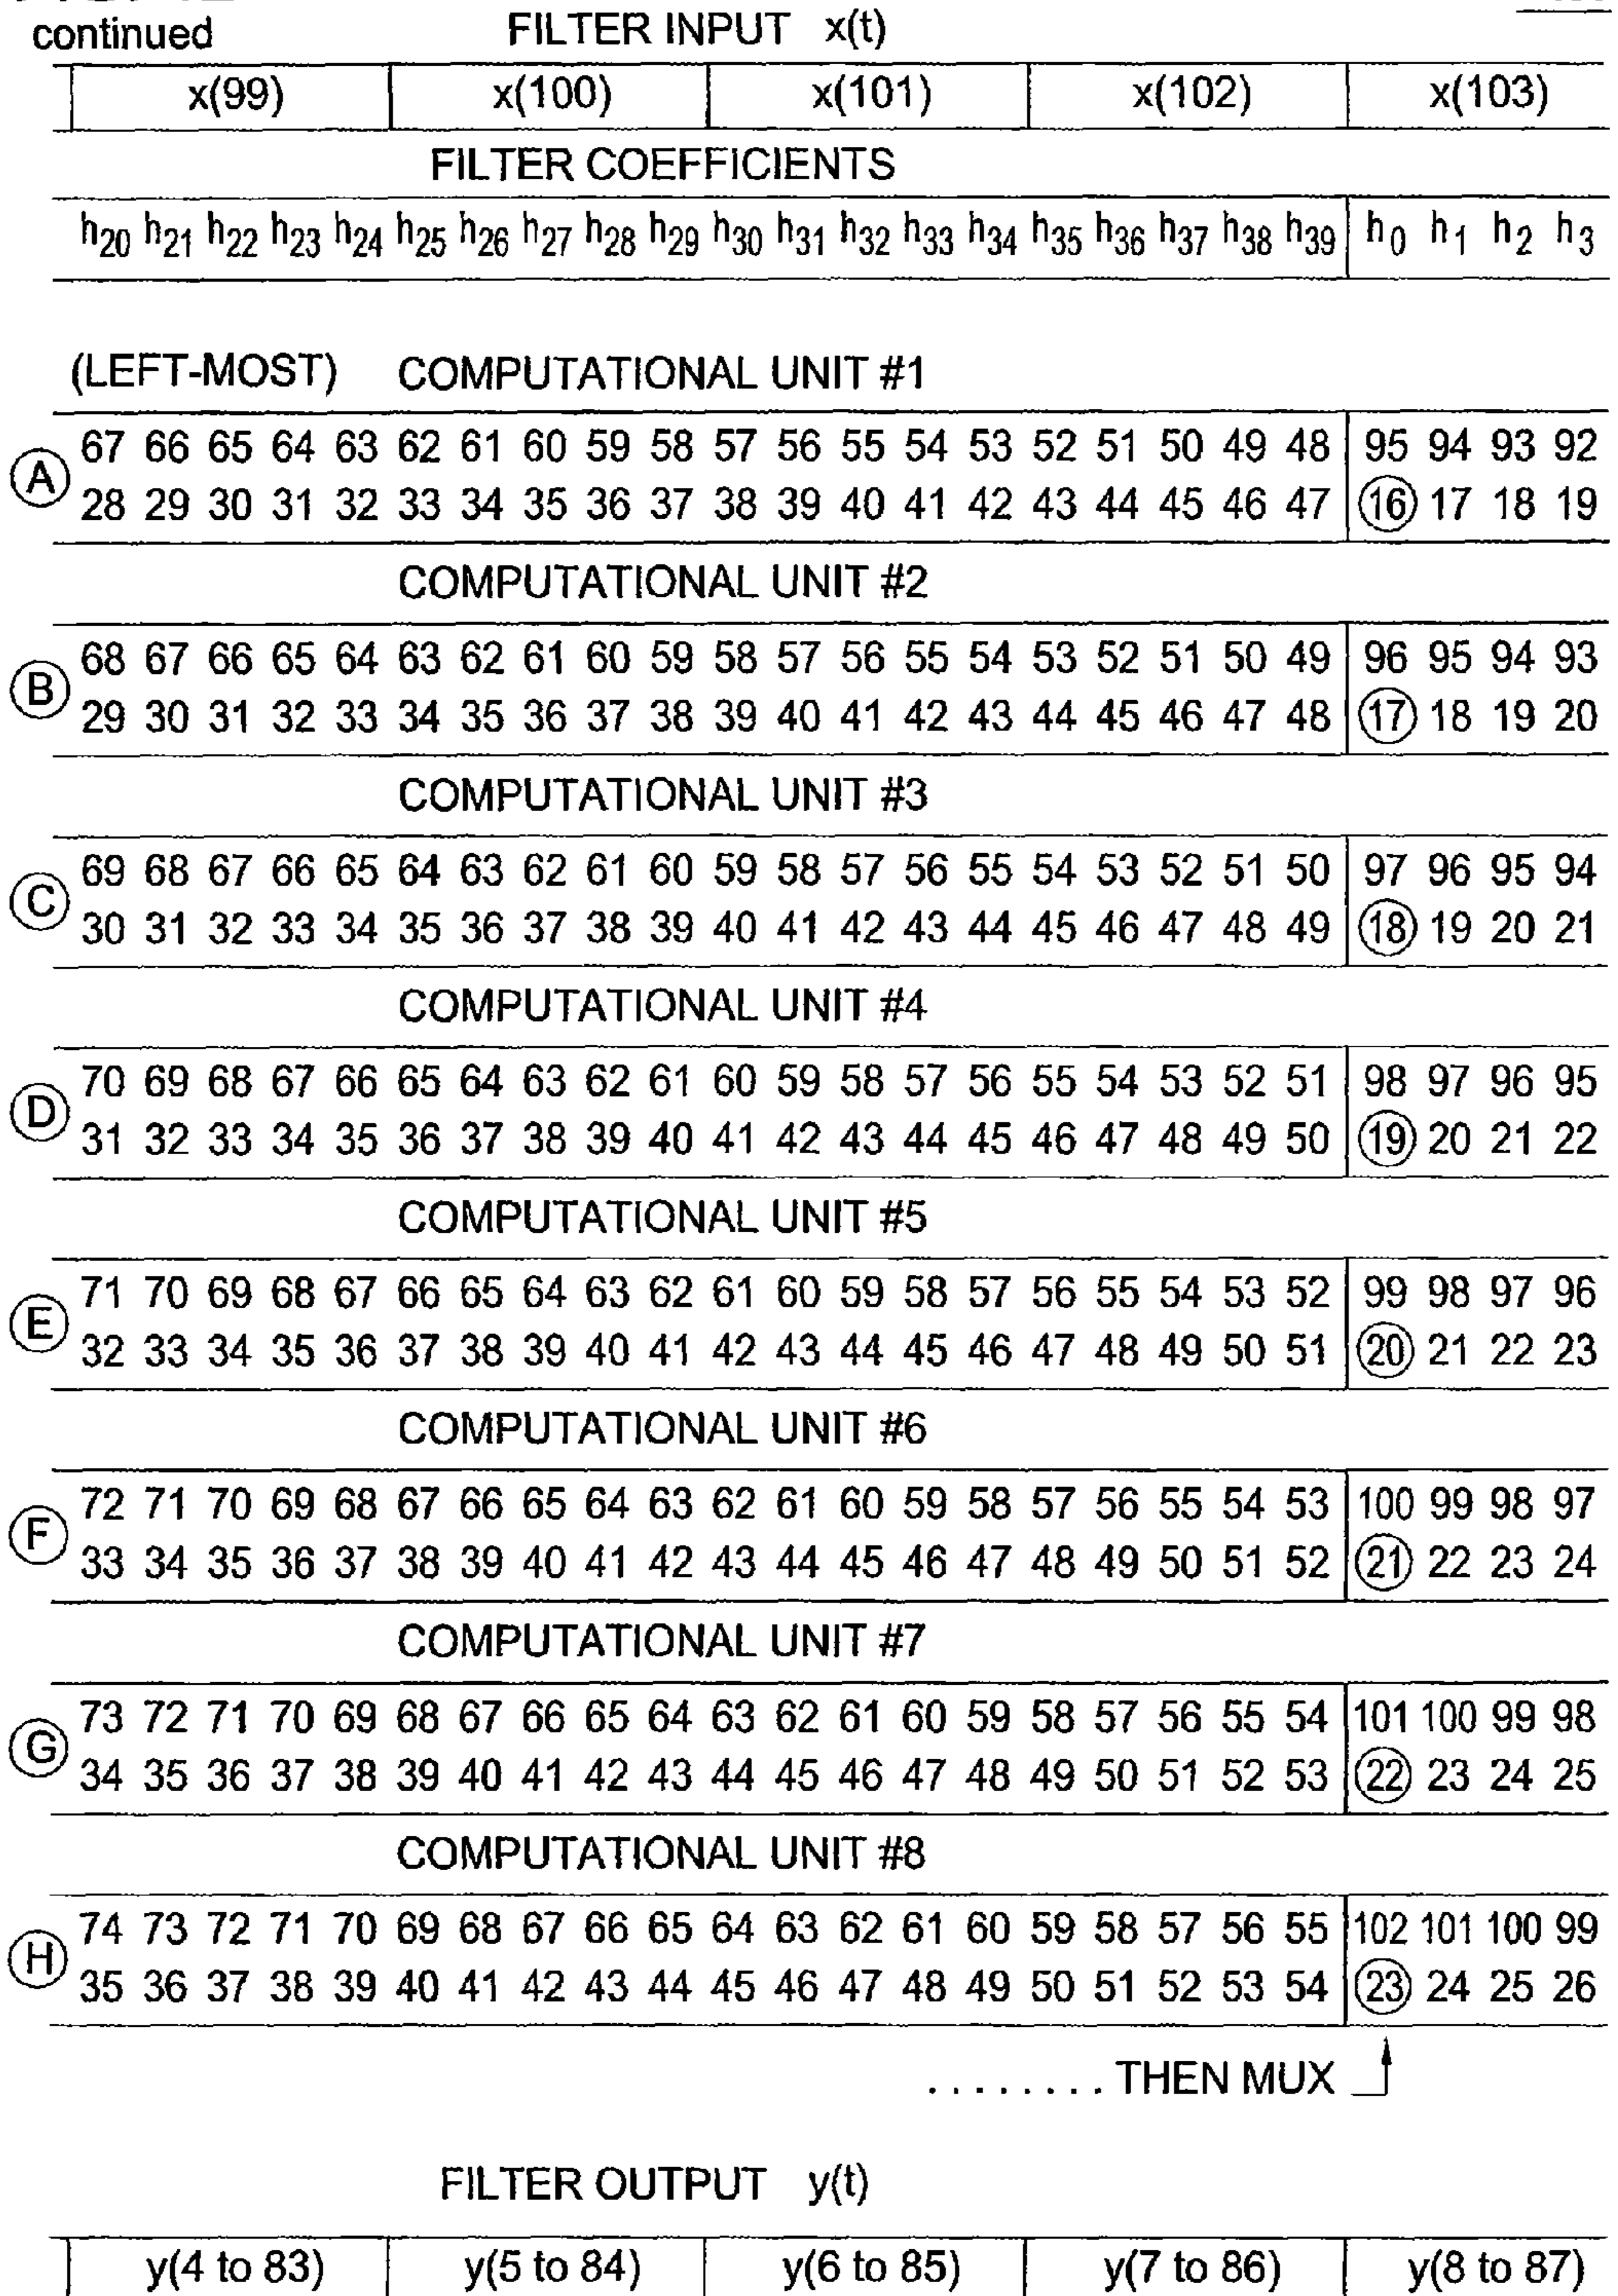 continued
FILTER INPUT x(t)
x(99) x(100) x(101) x(102) x(103)
FILTER COEFFICIENTS
h20 h21 h22 h23 h24 h25 h26 h27 h28 h29 h30 h31 h32 h33 h34 h35 h36 h37 h38 h39 h0 h1 h2 h3
(LEFT-MOST) COMPUTATIONAL UNIT #1
A
67 66 65 64 63 62 61 60 59 58 57 56 55 54 53 52 51 50 49 48 95 94 93 92
28 29 30 31 32 33 34 35 36 37 38 39 40 41 42 43 44 45 46 47 16 17 18 19
COMPUTATIONAL UNIT #2
B
68 67 66 65 64 63 62 61 60 59 58 57 56 55 54 53 52 51 50 49 96 95 94 93
29 30 31 32 33 34 35 36 37 38 39 40 41 42 43 44 45 46 47 48 17 18 19 20
COMPUTATIONAL UNIT #3
C
69 68 67 66 65 64 63 62 61 60 59 58 57 56 55 54 53 52 51 50 97 96 95 94
30 31 32 33 34 35 36 37 38 39 40 41 42 43 44 45 46 47 48 49 18 19 20 21
COMPUTATIONAL UNIT #4
D
70 69 68 67 66 65 64 63 62 61 60 59 58 57 56 55 54 53 52 51 98 97 96 95
31 32 33 34 35 36 37 38 39 40 41 42 43 44 45 46 47 48 49 50 19 20 21 22
COMPUTATIONAL UNIT #5
E
71 70 69 68 67 66 65 64 63 62 61 60 59 58 57 56 55 54 53 52 99 98 97 96
32 33 34 35 36 37 38 39 40 41 42 43 44 45 46 47 48 49 50 51 20 21 22 23
COMPUTATIONAL UNIT #6
F
72 71 70 69 68 67 66 65 64 63 62 61 60 59 58 57 56 55 54 53 100 99 98 97
33 34 35 36 37 38 39 40 41 42 43 44 45 46 47 48 49 50 51 52 21 22 23 24
COMPUTATIONAL UNIT #7
G
73 72 71 70 69 68 67 66 65 64 63 62 61 60 59 58 57 56 55 54 101 100 99 98
34 35 36 37 38 39 40 41 42 43 44 45 46 47 48 49 50 51 52 53 22 23 24 25
COMPUTATIONAL UNIT #8
H
74 73 72 71 70 69 68 67 66 65 64 63 62 61 60 59 58 57 56 55 102 101 100 99
35 36 37 38 39 40 41 42 43 44 45 46 47 48 49 50 51 52 53 54 23 24 25 26
........ THEN MUX
FILTER OUTPUT y(t)
y(4 to 83) y(5 to 84) y(6 to 85) y(7 to 86) y(8 to 87)